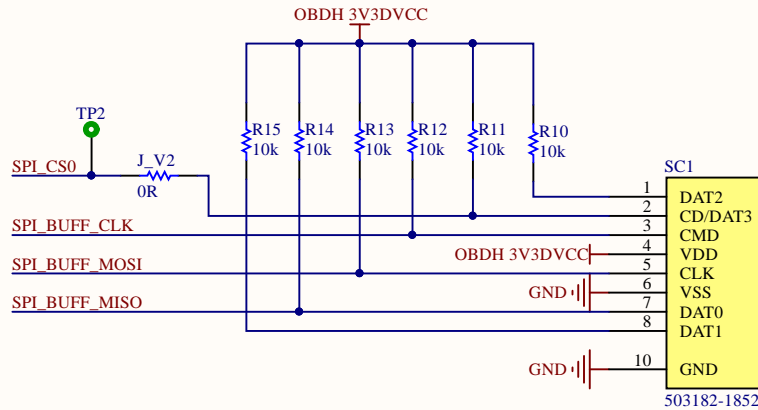 OBDH 3V3DVCC
TP2
R15
10k
R14
10k
R13
10k
R12
10k
R11
10k
R10
10k
SPI_CS0
J_V2
0R
SC1
1 DAT2
2 CD/DAT3
SPI_BUFF_CLK
3 CMD
OBDH 3V3DVCC
4 VDD
SPI_BUFF_MOSI
5 CLK
GND
6 VSS
SPI_BUFF_MISO
7 DAT0
8 DAT1
GND
10 GND
503182-1852